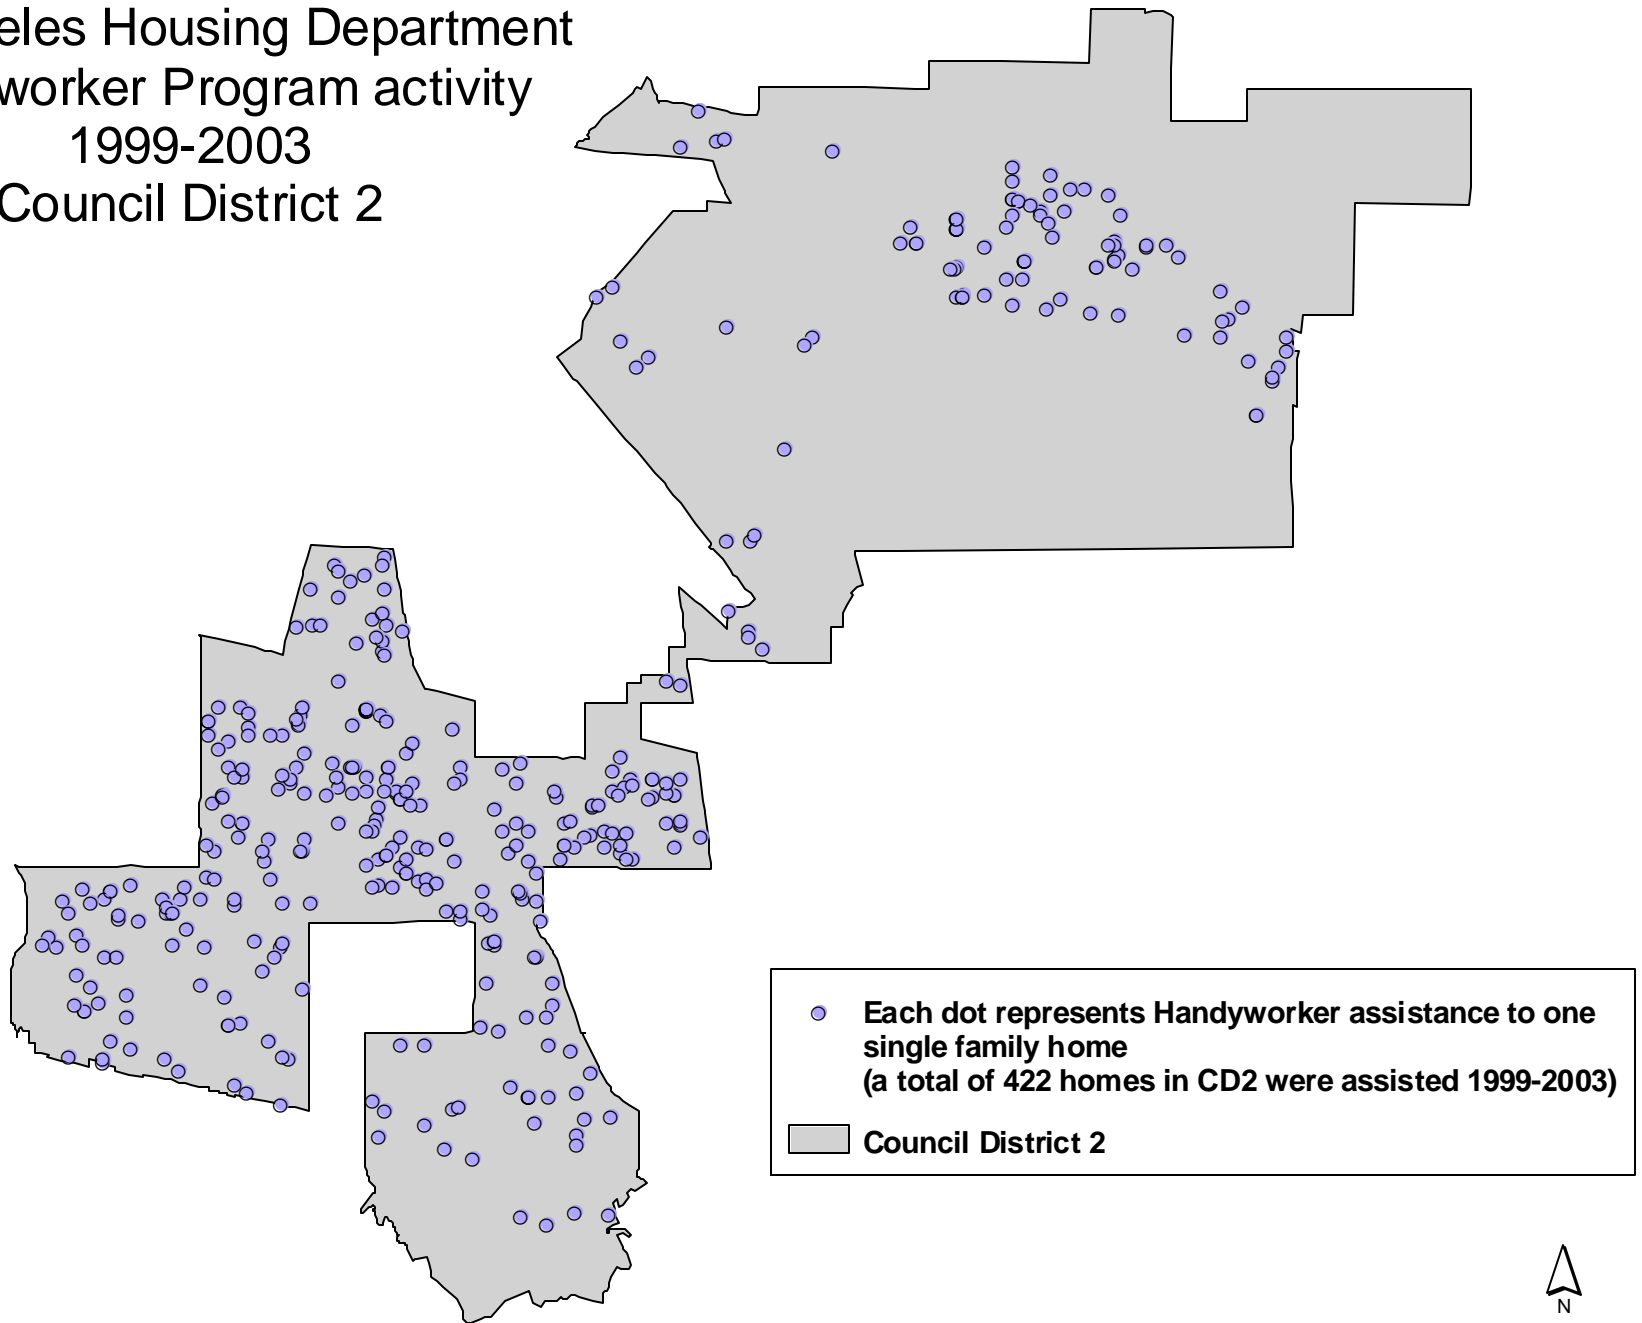 eles Housing Department
worker Program activity
1999-2003
Council District 2
Each dot represents Handyworker assistance to one
single family home
(a total of 422 homes in CD2 were assisted 1999-2003)
Council District 2
N